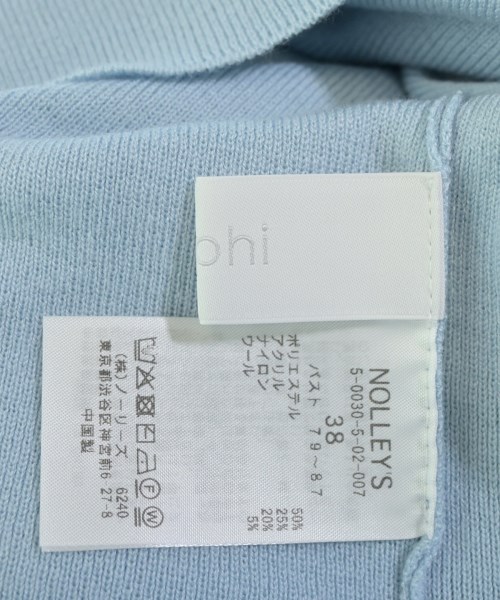 NOLLEY'S
5-0030-5-02-007
38
バスト 79～87
ポリエステル 50%
アクリル 25%
ナイロン 20%
ウール 5%
(株)ノーリーズ 6240
東京都渋谷区神宮前6 27-8
中国製